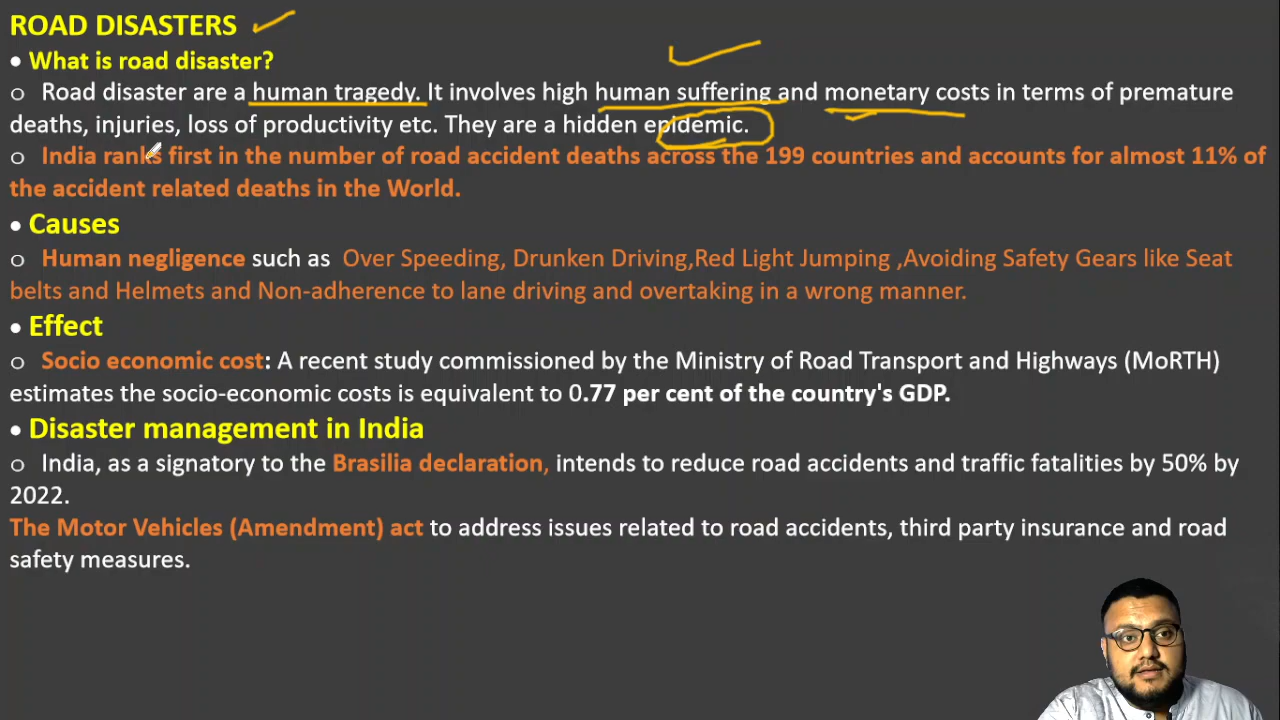 ROAD DISASTERS
• What is road disaster?
o Road disaster are a human tragedy. It involves high human suffering and monetary costs in terms of premature
deaths, injuries, loss of productivity etc. They are a hidden epidemic.
o India ranks first in the number of road accident deaths across the 199 countries and accounts for almost 11% of
the accident related deaths in the World.
• Causes
o Human negligence such as Over Speeding, Drunken Driving,Red Light Jumping ,Avoiding Safety Gears like Seat
belts and Helmets and Non-adherence to lane driving and overtaking in a wrong manner.
• Effect
o Socio economic cost: A recent study commissioned by the Ministry of Road Transport and Highways (MoRTH)
estimates the socio-economic costs is equivalent to 0.77 per cent of the country's GDP.
• Disaster management in India
o India, as a signatory to the Brasilia declaration, intends to reduce road accidents and traffic fatalities by 50% by
2022.
The Motor Vehicles (Amendment) act to address issues related to road accidents, third party insurance and road
safety measures.